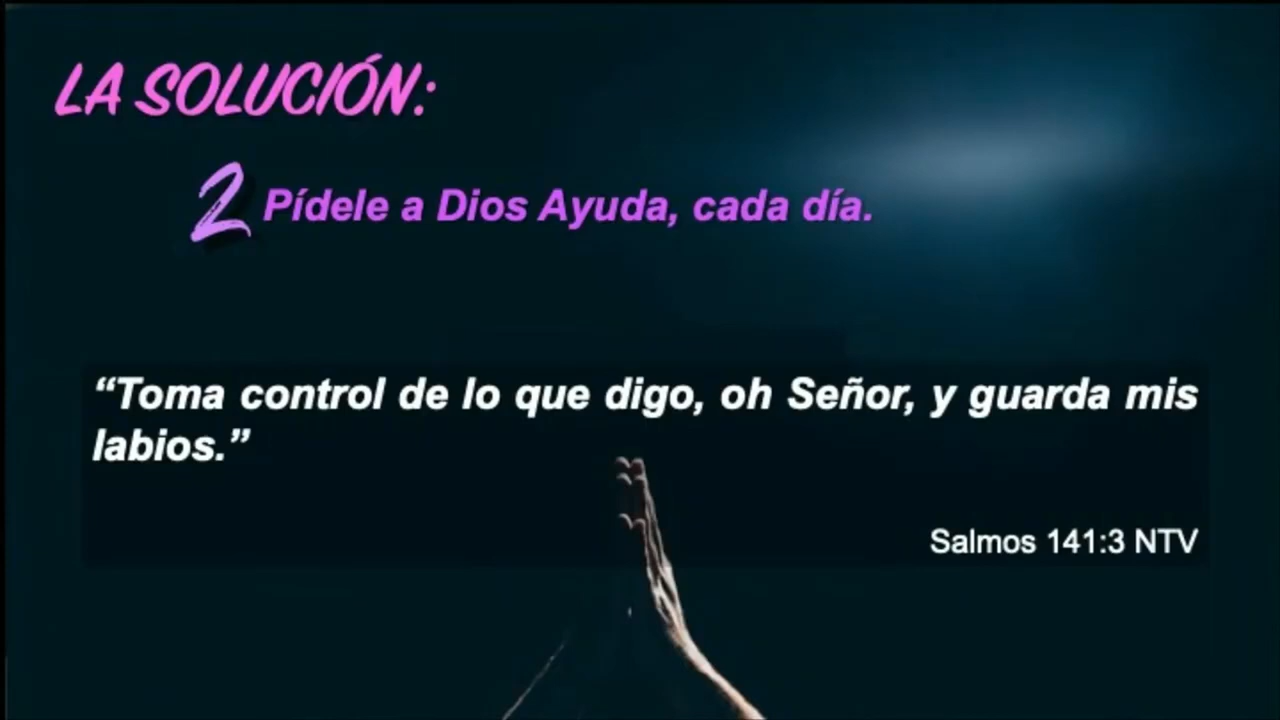 LA SOLUCIÓN:
2 Pídele a Dios Ayuda, cada día.
“Toma control de lo que digo, oh Señor, y guarda mis
labios.”
Salmos 141:3 NTV